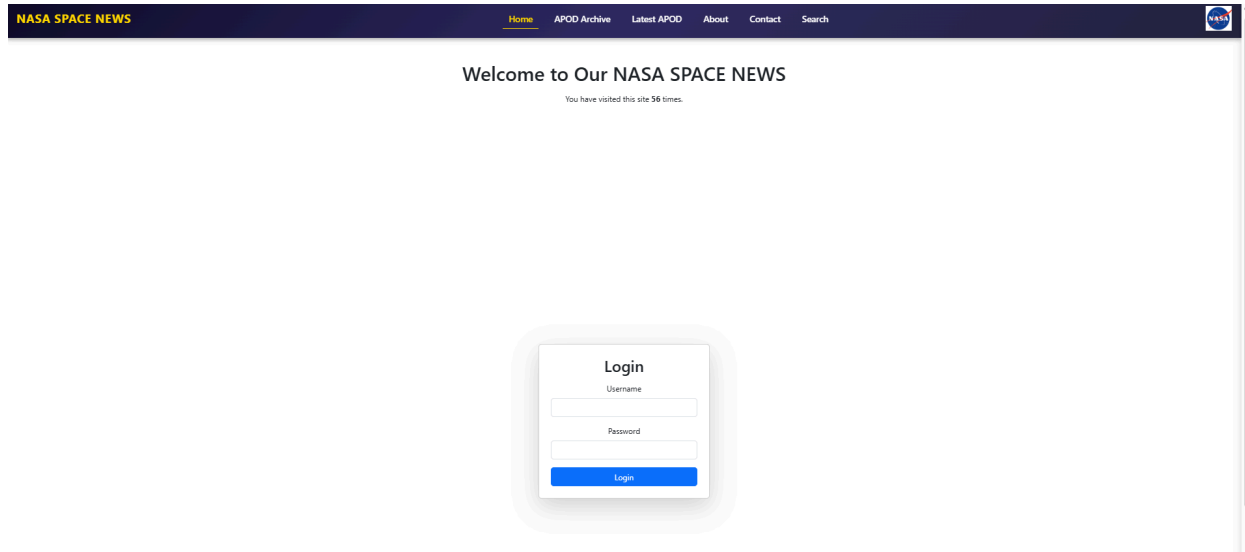 NASA SPACE NEWS
Home APOD Archive Latest APOD About Contact Search
NASA
Welcome to Our NASA SPACE NEWS
You have visited this site 56 times.
Login
Username
Password
Login